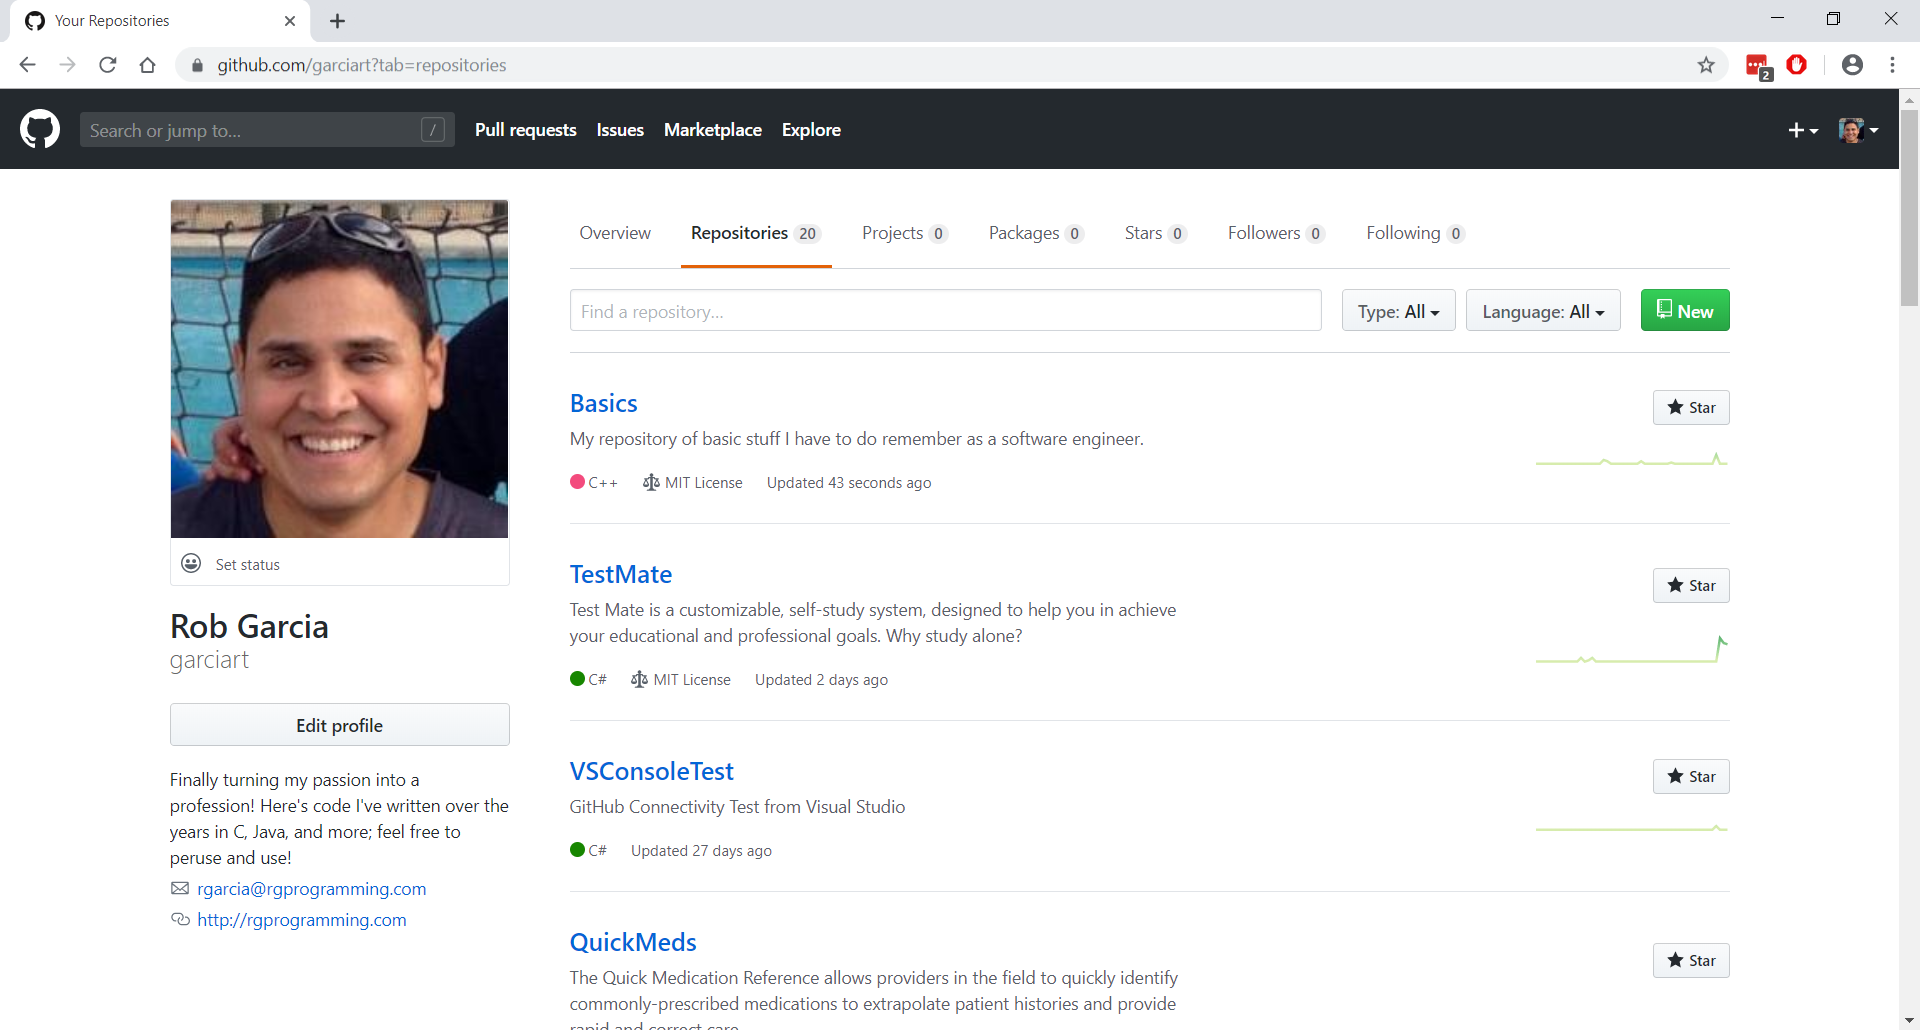 Your Repositories
github.com/garciart?tab=repositories
2
Search or jump to...
/
Pull requests
Issues
Marketplace
Explore
Overview
Repositories 20
Projects 0
Packages 0
Stars 0
Followers 0
Following 0
Find a repository...
Type: All
Language: All
New
Basics
Star
My repository of basic stuff I have to do remember as a software engineer.
C++
MIT License
Updated 43 seconds ago
Set status
Rob Garcia
garciart
Edit profile
Finally turning my passion into a
profession! Here's code I've written over the
years in C, Java, and more; feel free to
peruse and use!
rgarcia@rgprogramming.com
http://rgprogramming.com
TestMate
Star
Test Mate is a customizable, self-study system, designed to help you in achieve
your educational and professional goals. Why study alone?
C#
MIT License
Updated 2 days ago
VSConsoleTest
Star
GitHub Connectivity Test from Visual Studio
C#
Updated 27 days ago
QuickMeds
Star
The Quick Medication Reference allows providers in the field to quickly identify
commonly-prescribed medications to extrapolate patient histories and provide
rapid and correct care.